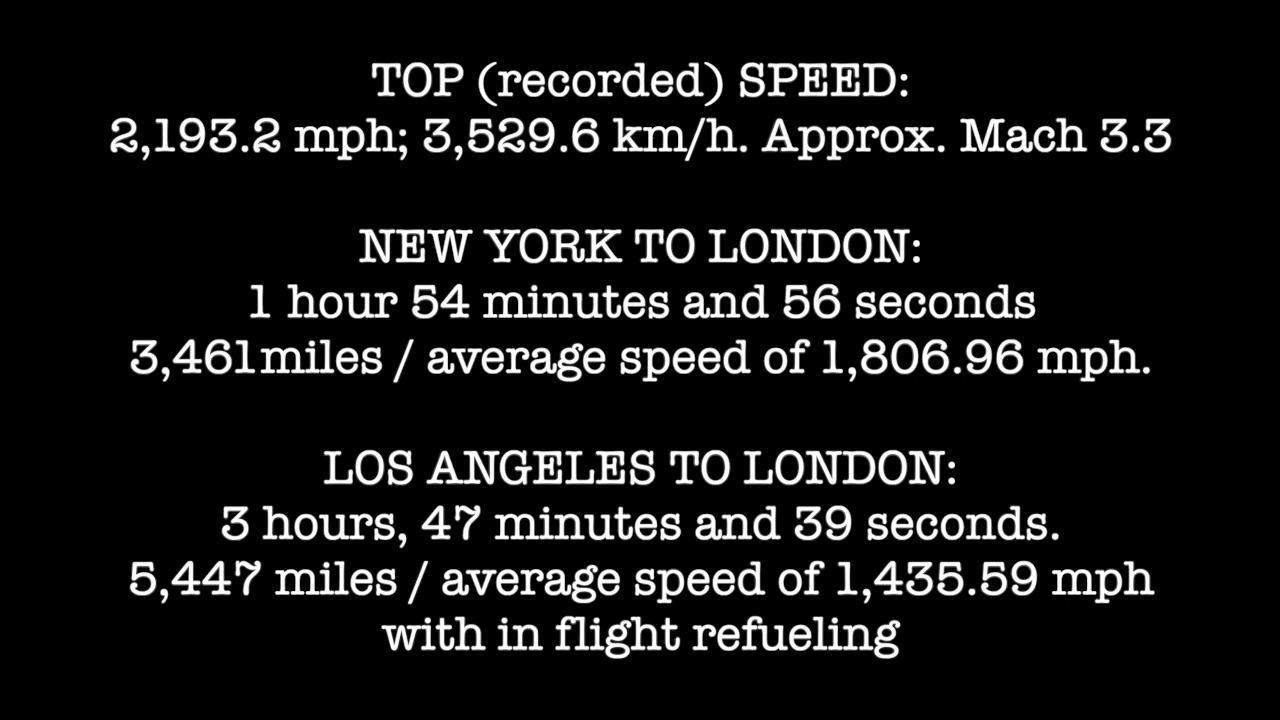 TOP (recorded) SPEED:
2,193.2 mph; 3,529.6 km/h. Approx. Mach 3.3
NEW YORK TO LONDON:
1 hour 54 minutes and 56 seconds
3,461miles / average speed of 1,806.96 mph.
LOS ANGELES TO LONDON:
3 hours, 47 minutes and 39 seconds.
5,447 miles / average speed of 1,435.59 mph
with in flight refueling